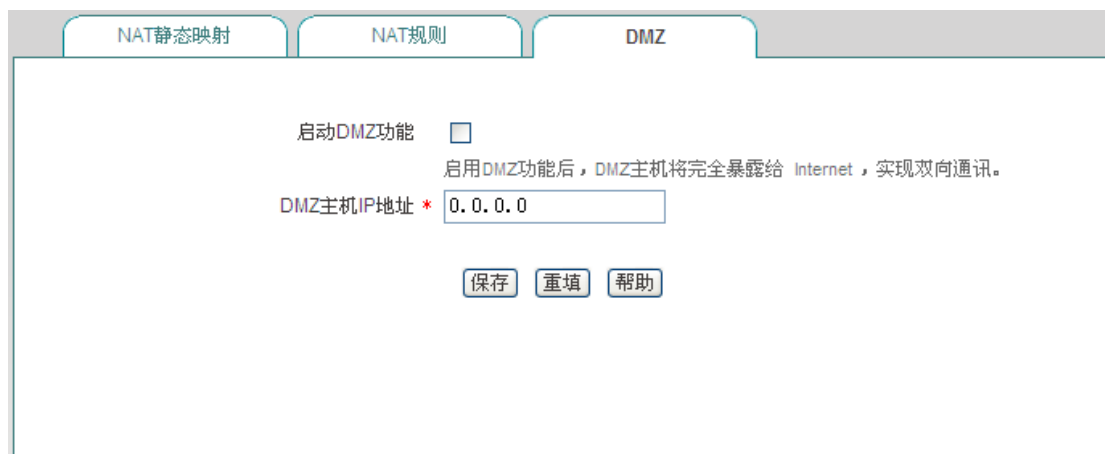 NAT静态映射 NAT规则 DMZ
启动DMZ功能
启用DMZ功能后，DMZ主机将完全暴露给 Internet，实现双向通讯。
DMZ主机IP地址 * 0.0.0.0
保存 重填 帮助